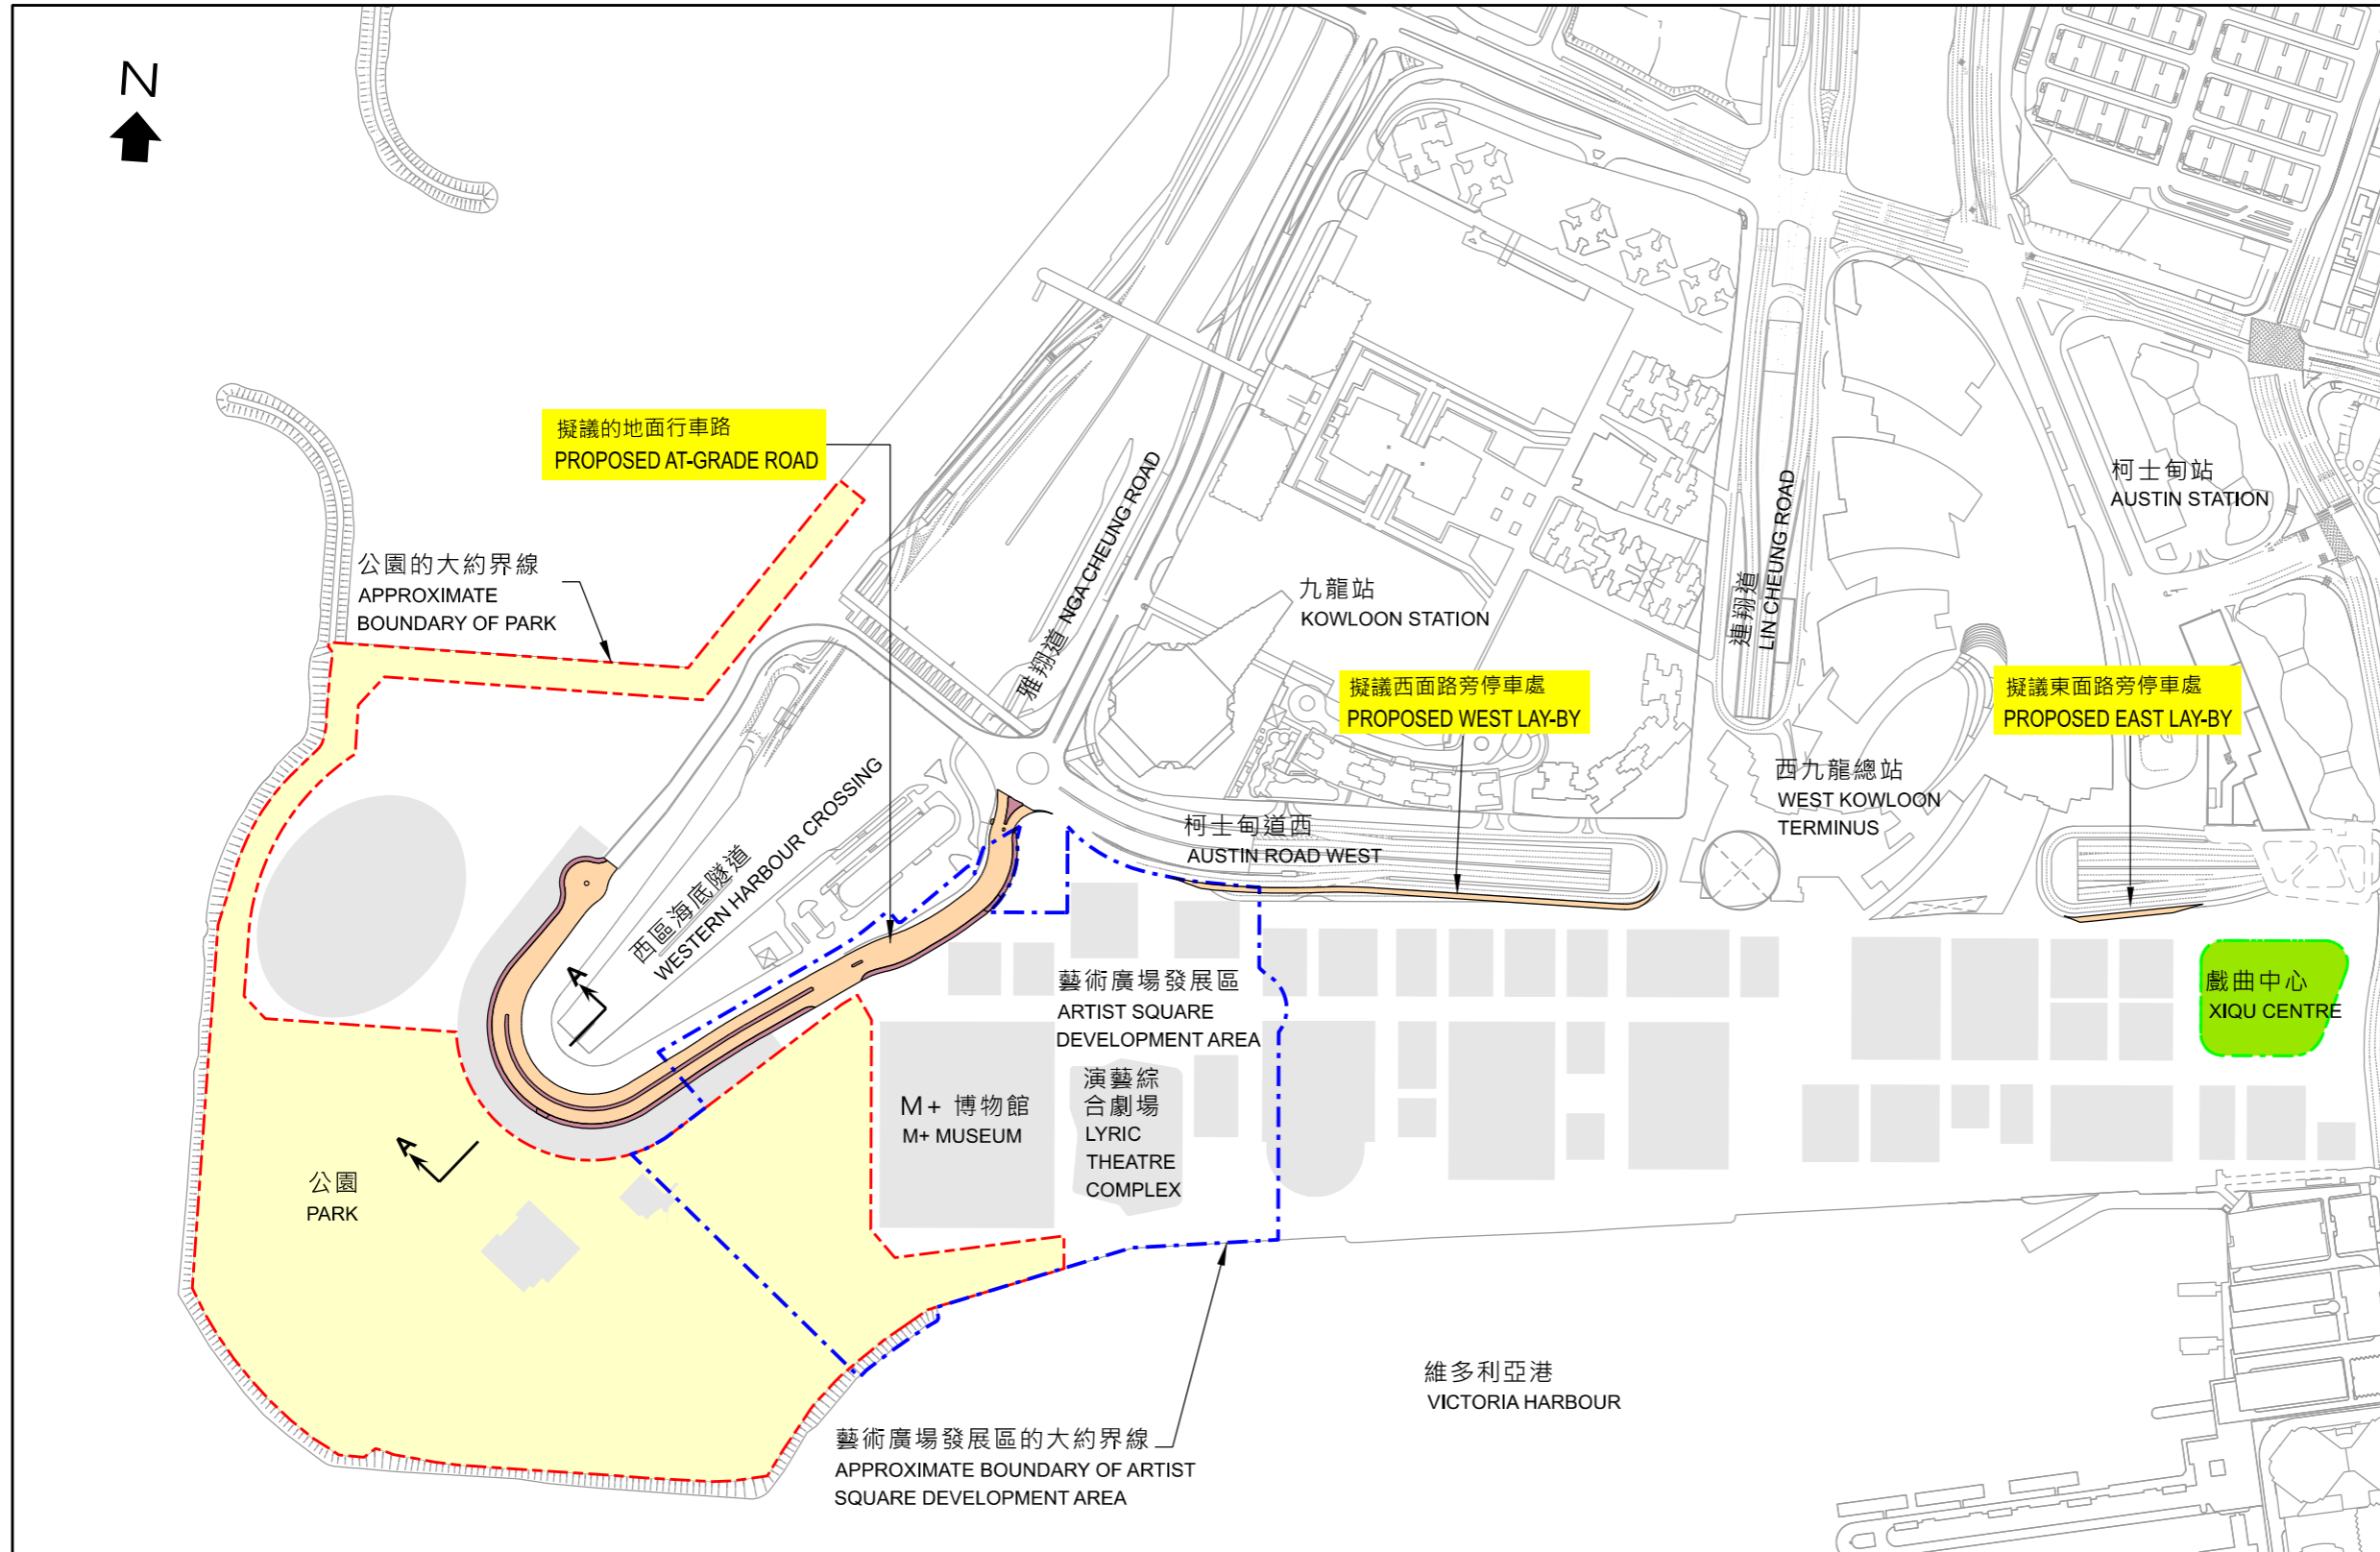 N
擬議的地面行車路
PROPOSED AT-GRADE ROAD
公園的大約界線
APPROXIMATE
BOUNDARY OF PARK
雅翔道 NGA CHEUNG ROAD
九龍站
KOWLOON STATION
連翔道
LIN CHEUNG ROAD
柯士甸站
AUSTIN STATION
擬議西面路旁停車處
PROPOSED WEST LAY-BY
擬議東面路旁停車處
PROPOSED EAST LAY-BY
西九龍總站
WEST KOWLOON
TERMINUS
柯士甸道西
AUSTIN ROAD WEST
西區海底隧道
WESTERN HARBOUR CROSSING
A
A
藝術廣場發展區
ARTIST SQUARE
DEVELOPMENT AREA
戲曲中心
XIQU CENTRE
M+ 博物館
M+ MUSEUM
演藝綜
合劇場
LYRIC
THEATRE
COMPLEX
公園
PARK
維多利亞港
VICTORIA HARBOUR
藝術廣場發展區的大約界線
APPROXIMATE BOUNDARY OF ARTIST
SQUARE DEVELOPMENT AREA